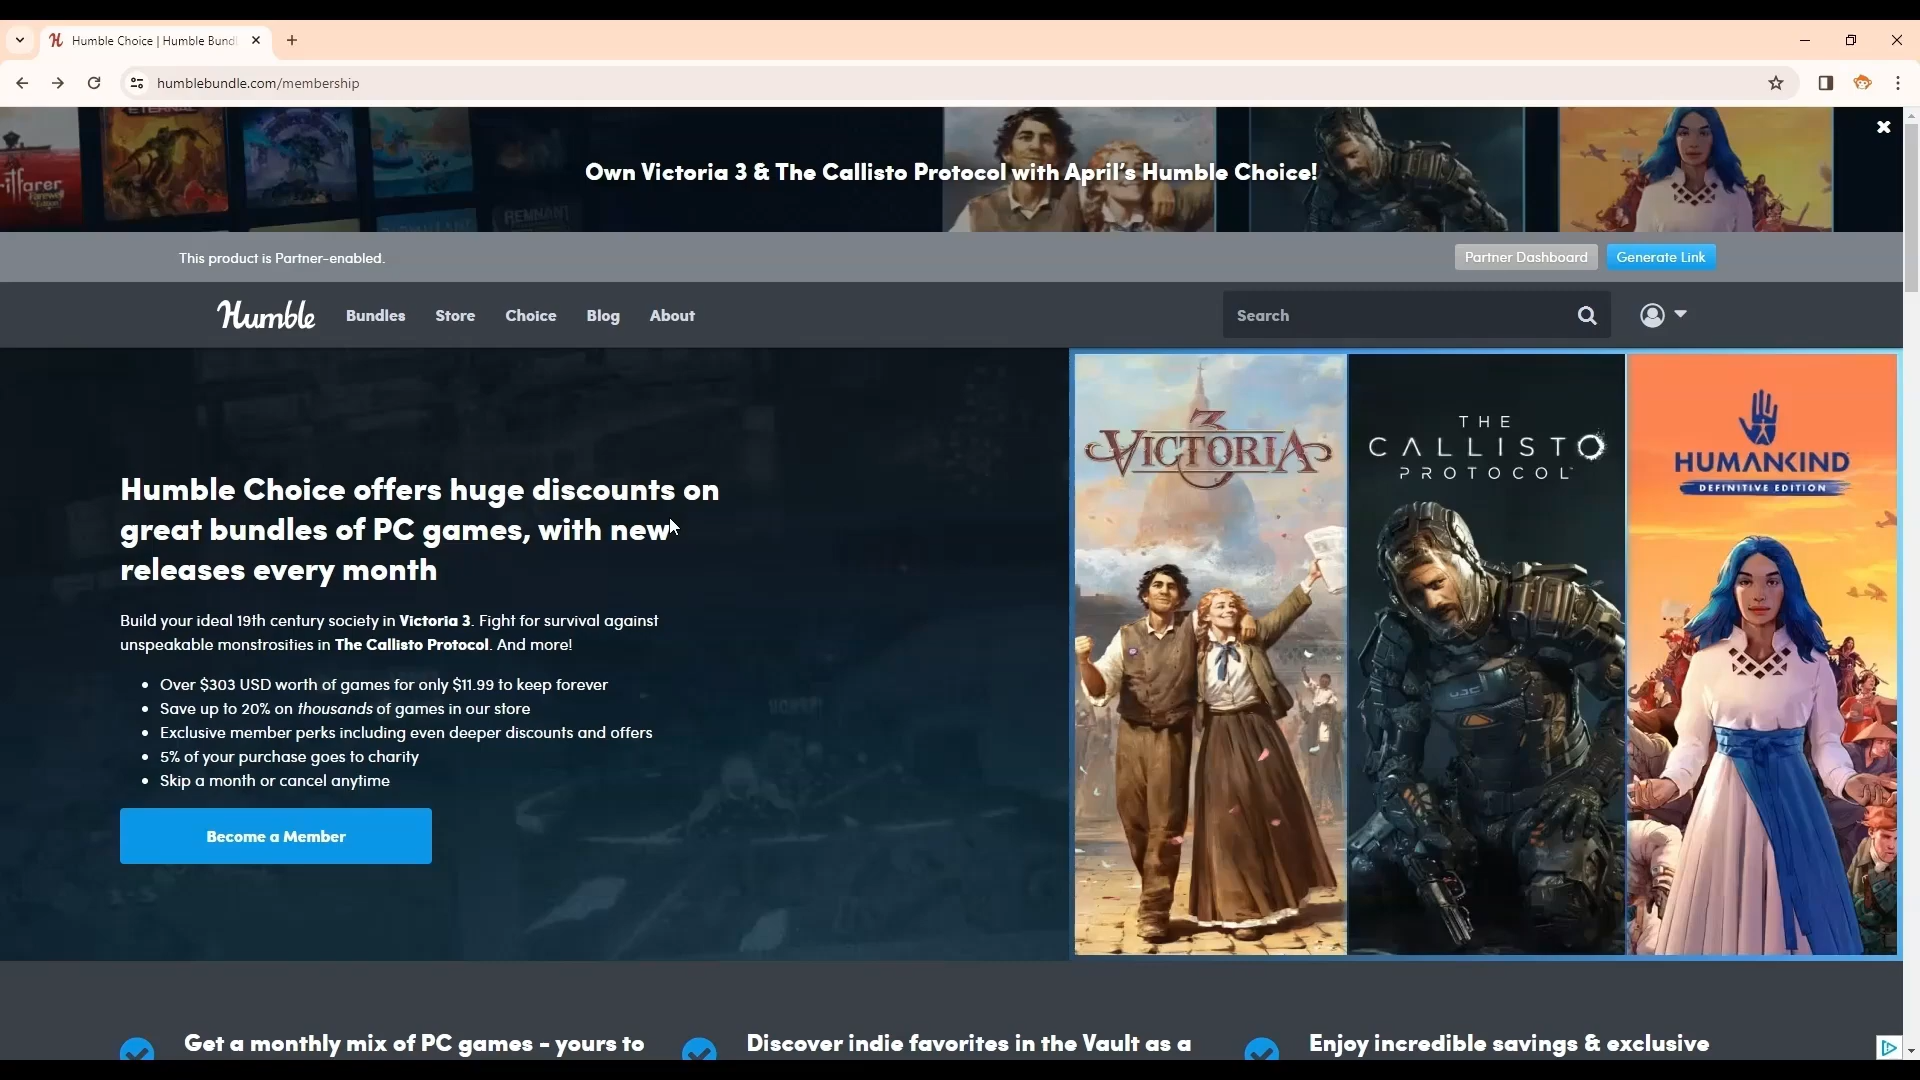 Humble Choice | Humble Bundl
humblebundle.com/membership
ETERNAL
itfarer
Farewell
Edition
REMNANT
Own Victoria 3 & The Callisto Protocol with April's Humble Choice!
This product is Partner-enabled.
Partner Dashboard
Generate Link
Humble
Bundles
Store
Choice
Blog
About
Search
Humble Choice offers huge discounts on
great bundles of PC games, with new
releases every month
Build your ideal 19th century society in Victoria 3. Fight for survival against
unspeakable monstrosities in The Callisto Protocol. And more!
Over $303 USD worth of games for only $11.99 to keep forever
Save up to 20% on thousands of games in our store
Exclusive member perks including even deeper discounts and offers
5% of your purchase goes to charity
Skip a month or cancel anytime
Become a Member
3
VICTORIA
THE
CALLISTO
PROTOCOL
HUMANKIND
DEFINITIVE EDITION
Get a monthly mix of PC games - yours to
Discover indie favorites in the Vault as a
Enjoy incredible savings & exclusive